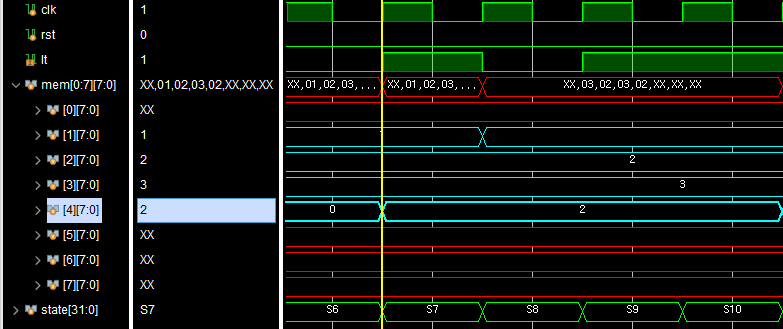 clk 1
rst 0
lt 1
mem[0:7][7:0] XX,01,02,03,02,XX,XX,XX XX,01,02,03,... XX,01,02,03,... XX,03,02,03,02,XX,XX,XX
[0][7:0] XX
[1][7:0] 1
[2][7:0] 2 2
[3][7:0] 3 3
[4][7:0] 2 0 2
[5][7:0] XX
[6][7:0] XX
[7][7:0] XX
state[31:0] S7 S6 S7 S8 S9 S10